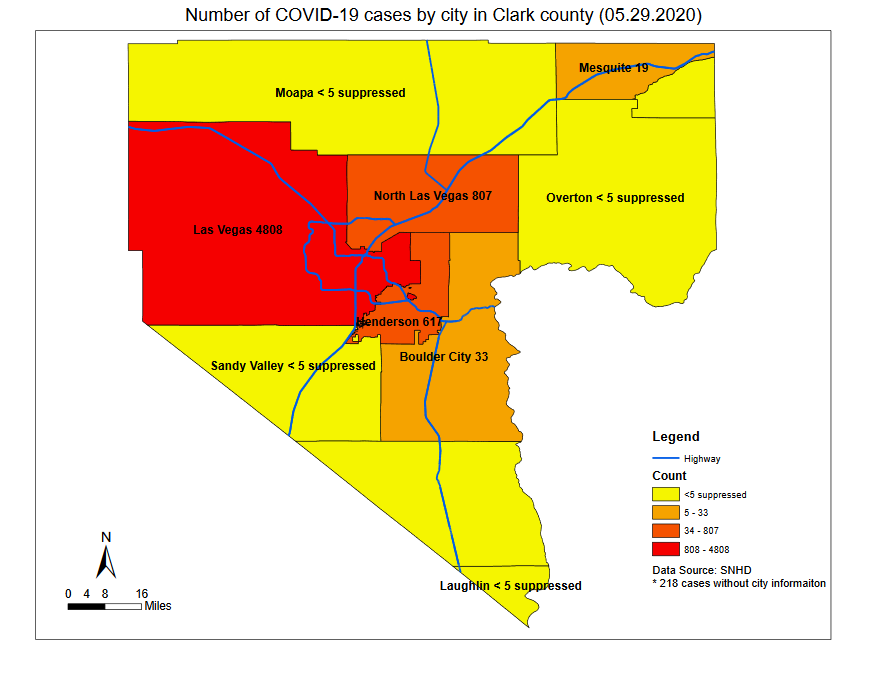 Number of COVID-19 cases by city in Clark county (05.29.2020)
Mesquite 19
Moapa < 5 suppressed
North Las Vegas 807
Overton < 5 suppressed
Las Vegas 4808
Henderson 617
Boulder City 33
Sandy Valley < 5 suppressed
Legend
Highway
Count
<5 suppressed
5 - 33
34 - 807
808 - 4808
Data Source: SNHD
* 218 cases without city informaiton
N
Laughlin < 5 suppressed
0 4 8 16
Miles